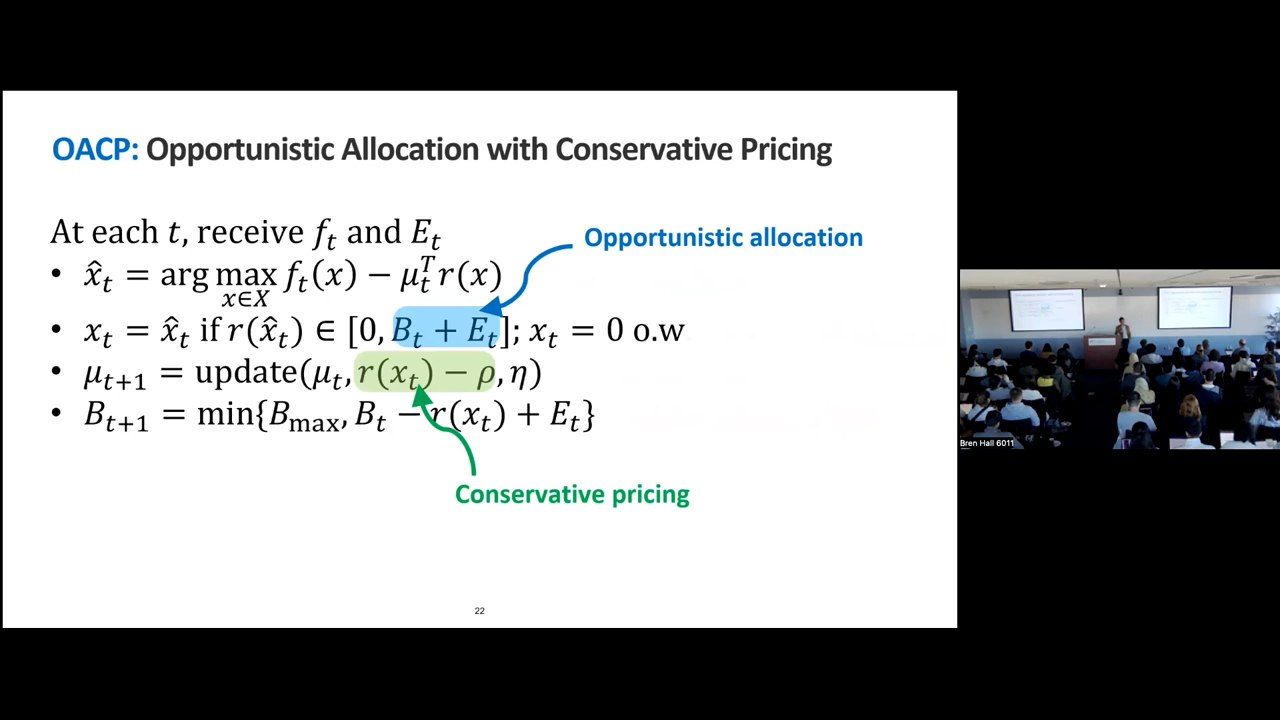 OACP: Opportunistic Allocation with Conservative Pricing
At each t, receive f_t and E_t
Opportunistic allocation
• x̂_t = arg max_{x∈X} f_t(x) − μ_t^T r(x)
• x_t = x̂_t if r(x̂_t) ∈ [0, B_t + E_t]; x_t = 0 o.w
• μ_{t+1} = update(μ_t, r(x_t) − ρ, η)
• B_{t+1} = min{B_max, B_t − r(x_t) + E_t}
Conservative pricing
22
Bren Hall 6011